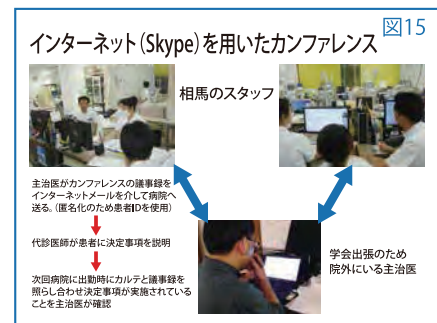 図15
インターネット(Skype)を用いたカンファレンス
相馬のスタッフ
主治医がカンファレンスの議事録を
インターネットメールを介して病院へ
送る。(匿名化のため患者IDを使用)
代診医師が患者に決定事項を説明
次回病院に出勤時にカルテと議事録を
照らし合わせ決定事項が実施されている
ことを主治医が確認
学会出張のため
院外にいる主治医